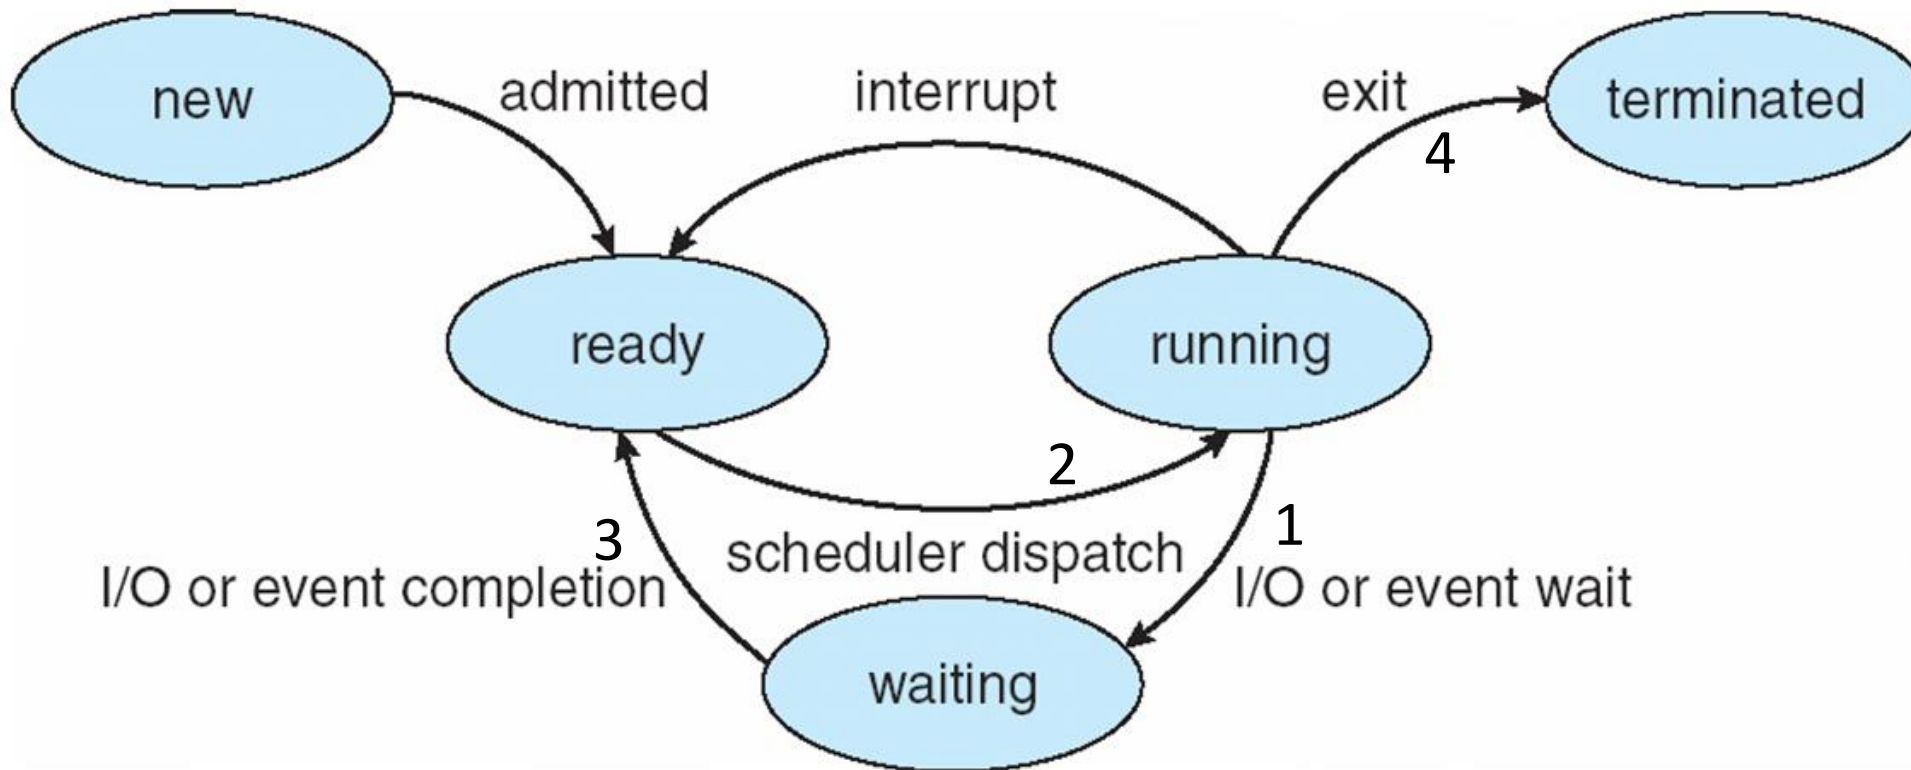 new
admitted
interrupt
exit
terminated
4
ready
running
2
1
3
scheduler dispatch
I/O or event completion
I/O or event wait
waiting